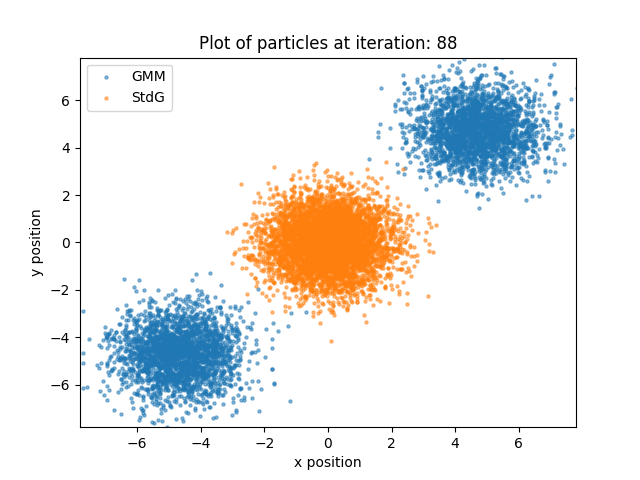 Plot of particles at iteration: 88
GMM
StdG
6
4
2
0
−2
−4
−6
y position
−6 −4 −2 0 2 4 6
x position